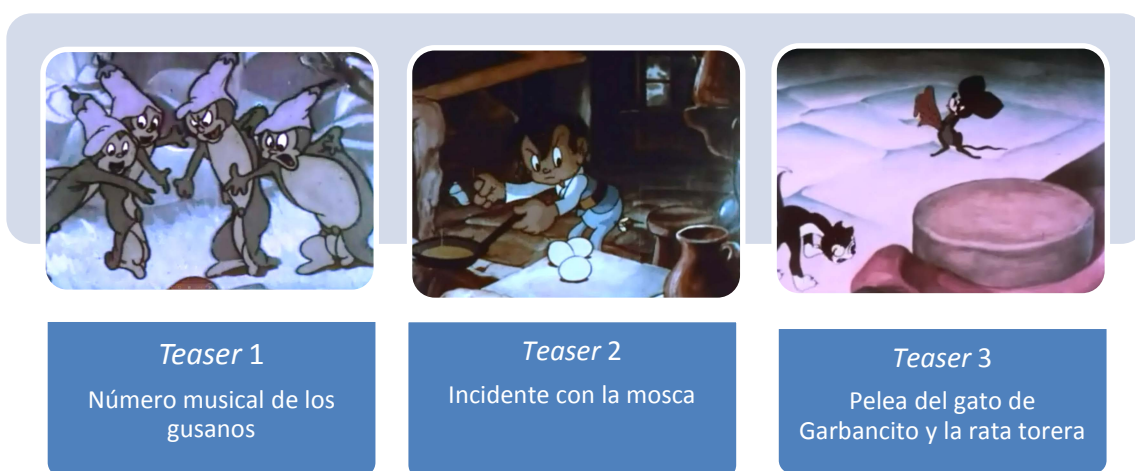 Teaser 1
Número musical de los
gusanos
Teaser 2
Incidente con la mosca
Teaser 3
Pelea del gato de
Garbancito y la rata torera